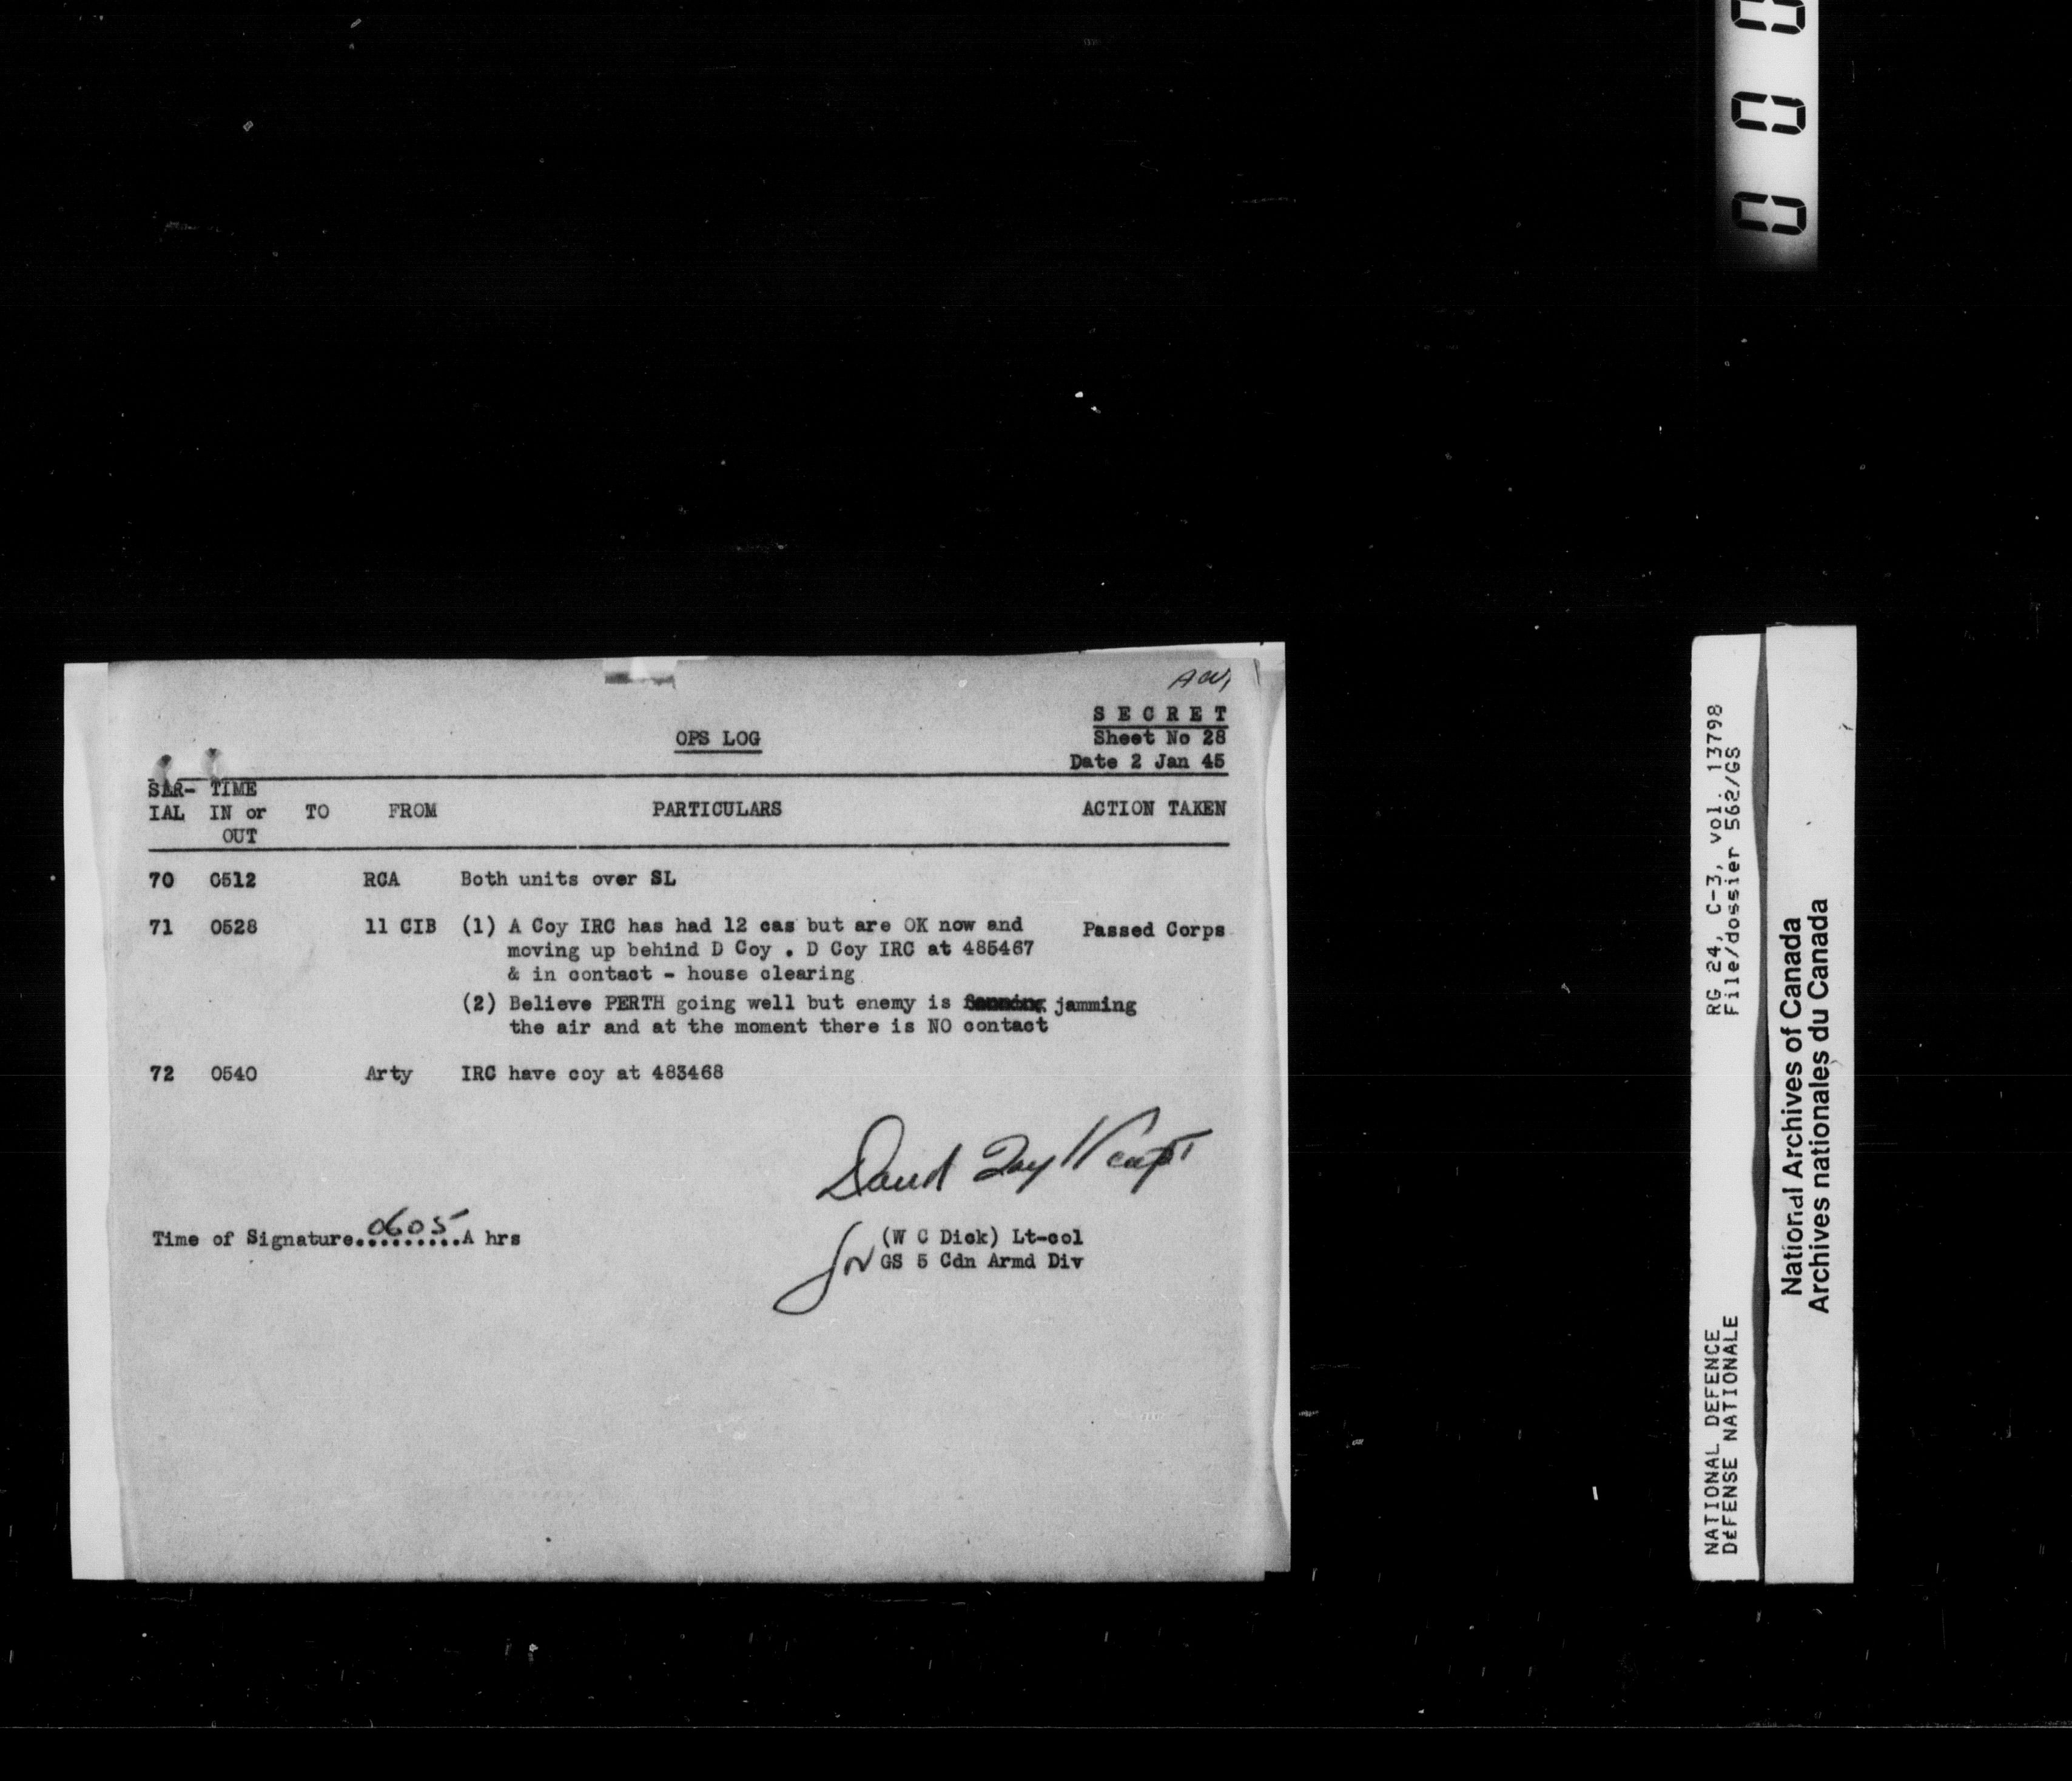 0 0 0
SECRET
OPS LOG
Sheet No 28
Date 2 Jan 45
SER- TIME
IAL IN or TO FROM PARTICULARS ACTION TAKEN
OUT
70 0512 RCA Both units over SL
71 0528 11 CIB (1) A Coy IRC has had 12 cas but are OK now and Passed Corps
moving up behind D Coy . D Coy IRC at 485467
& in contact - house clearing
(2) Believe PERTH going well but enemy is jamming
the air and at the moment there is NO contact
72 0540 Arty IRC have coy at 483468
David capt
Time of Signature..0605..A hrs
for (W C Dick) Lt-col
GS 5 Cdn Armd Div
RG 24, C-3, vol. 13798
File/dossier 562/GS
NATIONAL DEFENCE
DéFENSE NATIONALE
National Archives of Canada
Archives nationales du Canada